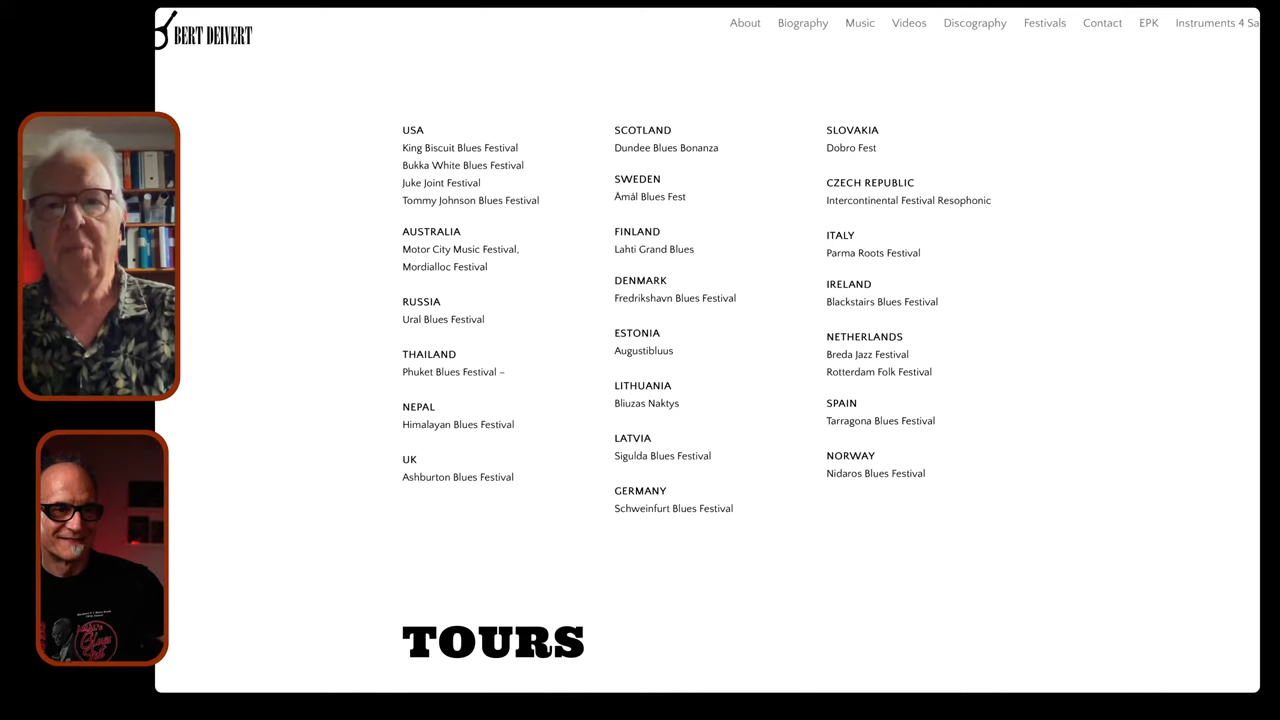 BERT DEIVERT
About Biography Music Videos Discography Festivals Contact EPK Instruments 4 Sa
USA
King Biscuit Blues Festival
Bukka White Blues Festival
Juke Joint Festival
Tommy Johnson Blues Festival
AUSTRALIA
Motor City Music Festival,
Mordialloc Festival
RUSSIA
Ural Blues Festival
THAILAND
Phuket Blues Festival –
NEPAL
Himalayan Blues Festival
UK
Ashburton Blues Festival
SCOTLAND
Dundee Blues Bonanza
SWEDEN
Åmål Blues Fest
FINLAND
Lahti Grand Blues
DENMARK
Fredrikshavn Blues Festival
ESTONIA
Augustibluus
LITHUANIA
Bliuzas Naktys
LATVIA
Sigulda Blues Festival
GERMANY
Schweinfurt Blues Festival
SLOVAKIA
Dobro Fest
CZECH REPUBLIC
Intercontinental Festival Resophonic
ITALY
Parma Roots Festival
IRELAND
Blackstairs Blues Festival
NETHERLANDS
Breda Jazz Festival
Rotterdam Folk Festival
SPAIN
Tarragona Blues Festival
NORWAY
Nidaros Blues Festival
TOURS